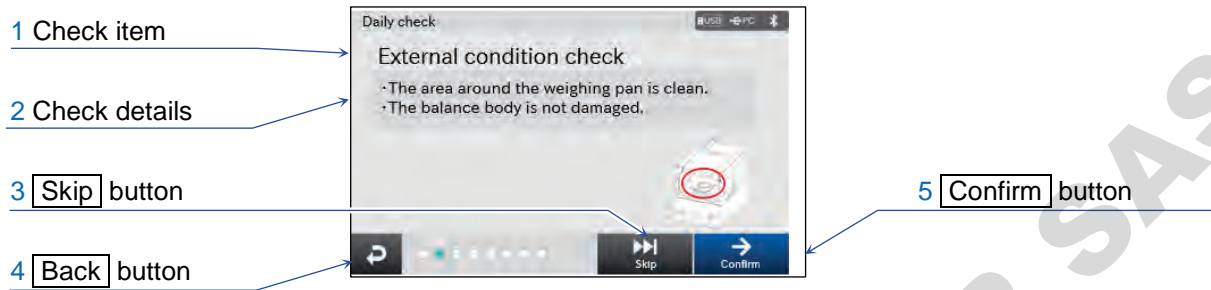 1 Check item
2 Check details
3 Skip button
4 Back button
Daily check
USB PC
External condition check
・The area around the weighing pan is clean.
・The balance body is not damaged.
Skip
Confirm
5 Confirm button
SAS